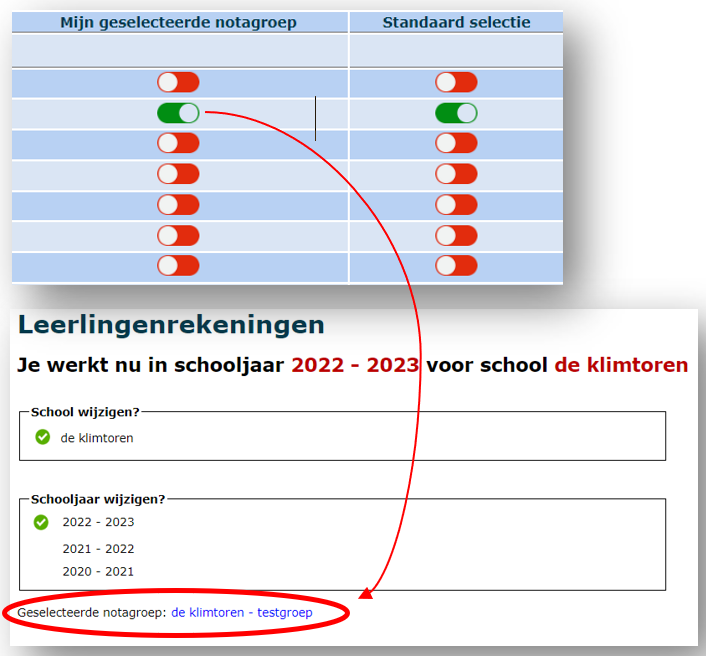 Mijn geselecteerde notagroep Standaard selectie
Leerlingenrekeningen
Je werkt nu in schooljaar 2022 - 2023 voor school de klimtoren
School wijzigen?
de klimtoren
Schooljaar wijzigen?
2022 - 2023
2021 - 2022
2020 - 2021
Geselecteerde notagroep: de klimtoren - testgroep